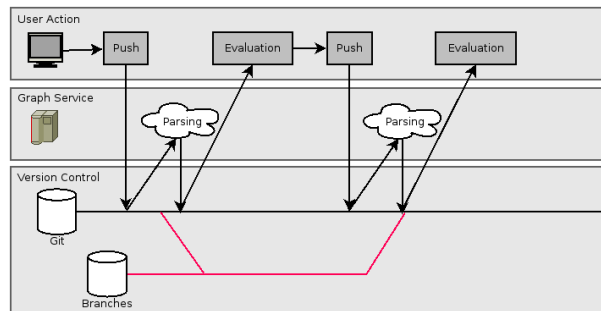 User Action
Push
Evaluation
Push
Evaluation
Graph Service
Parsing
Parsing
Version Control
Git
Branches